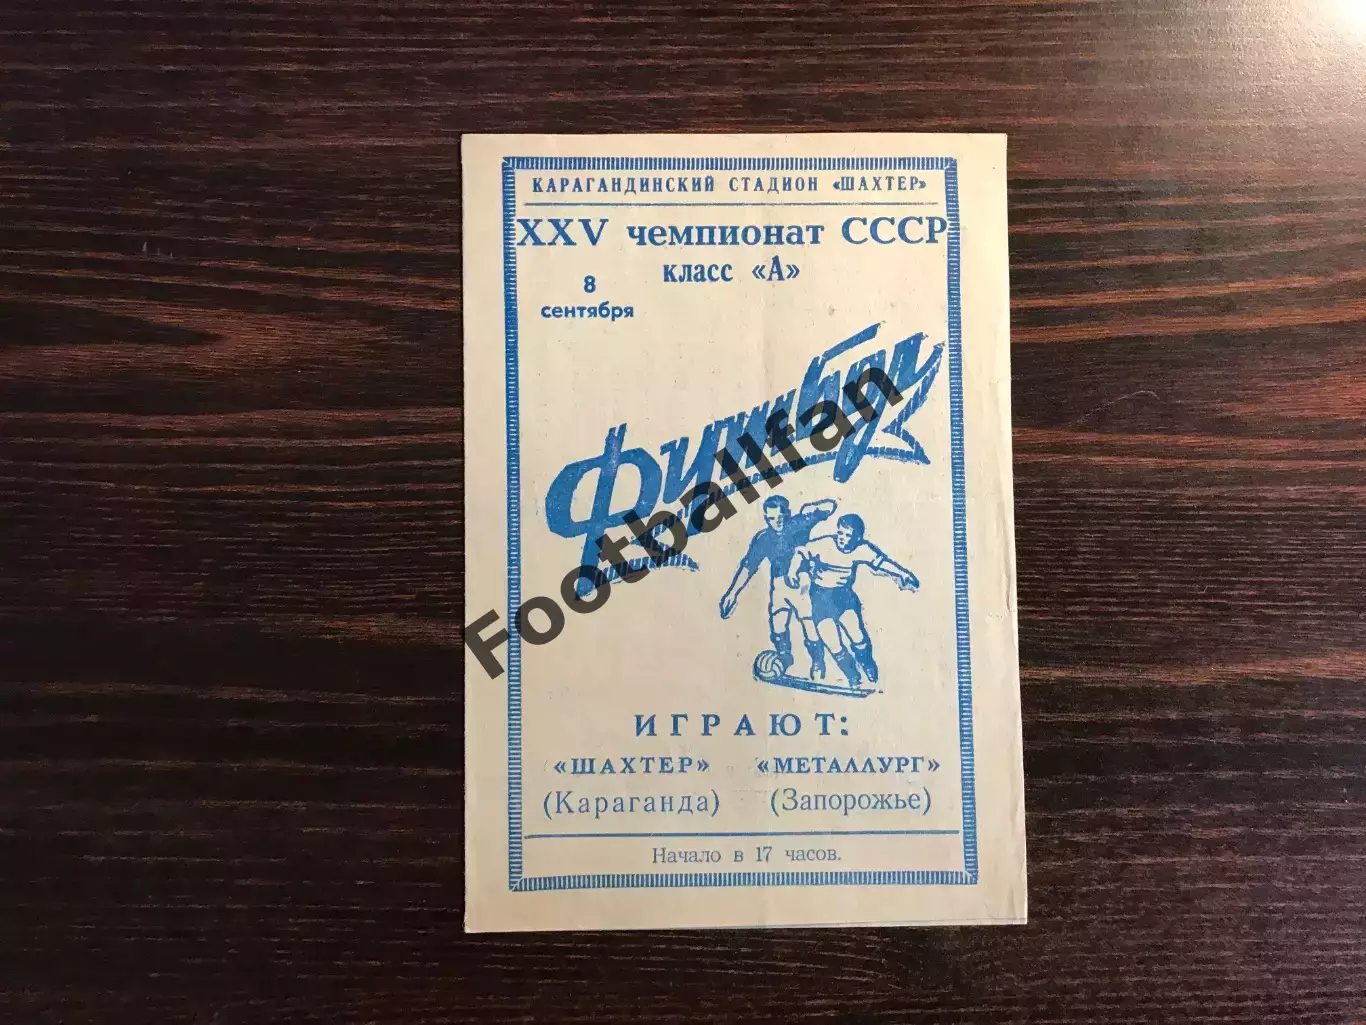 КАРАГАНДИНСКИЙ СТАДИОН «ШАХТЕР»
XXV чемпионат СССР
класс «А»
8
сентября
Футбол
Footballfan
ИГРАЮТ:
«ШАХТЕР» «МЕТАЛЛУРГ»
(Караганда) (Запорожье)
Начало в 17 часов.